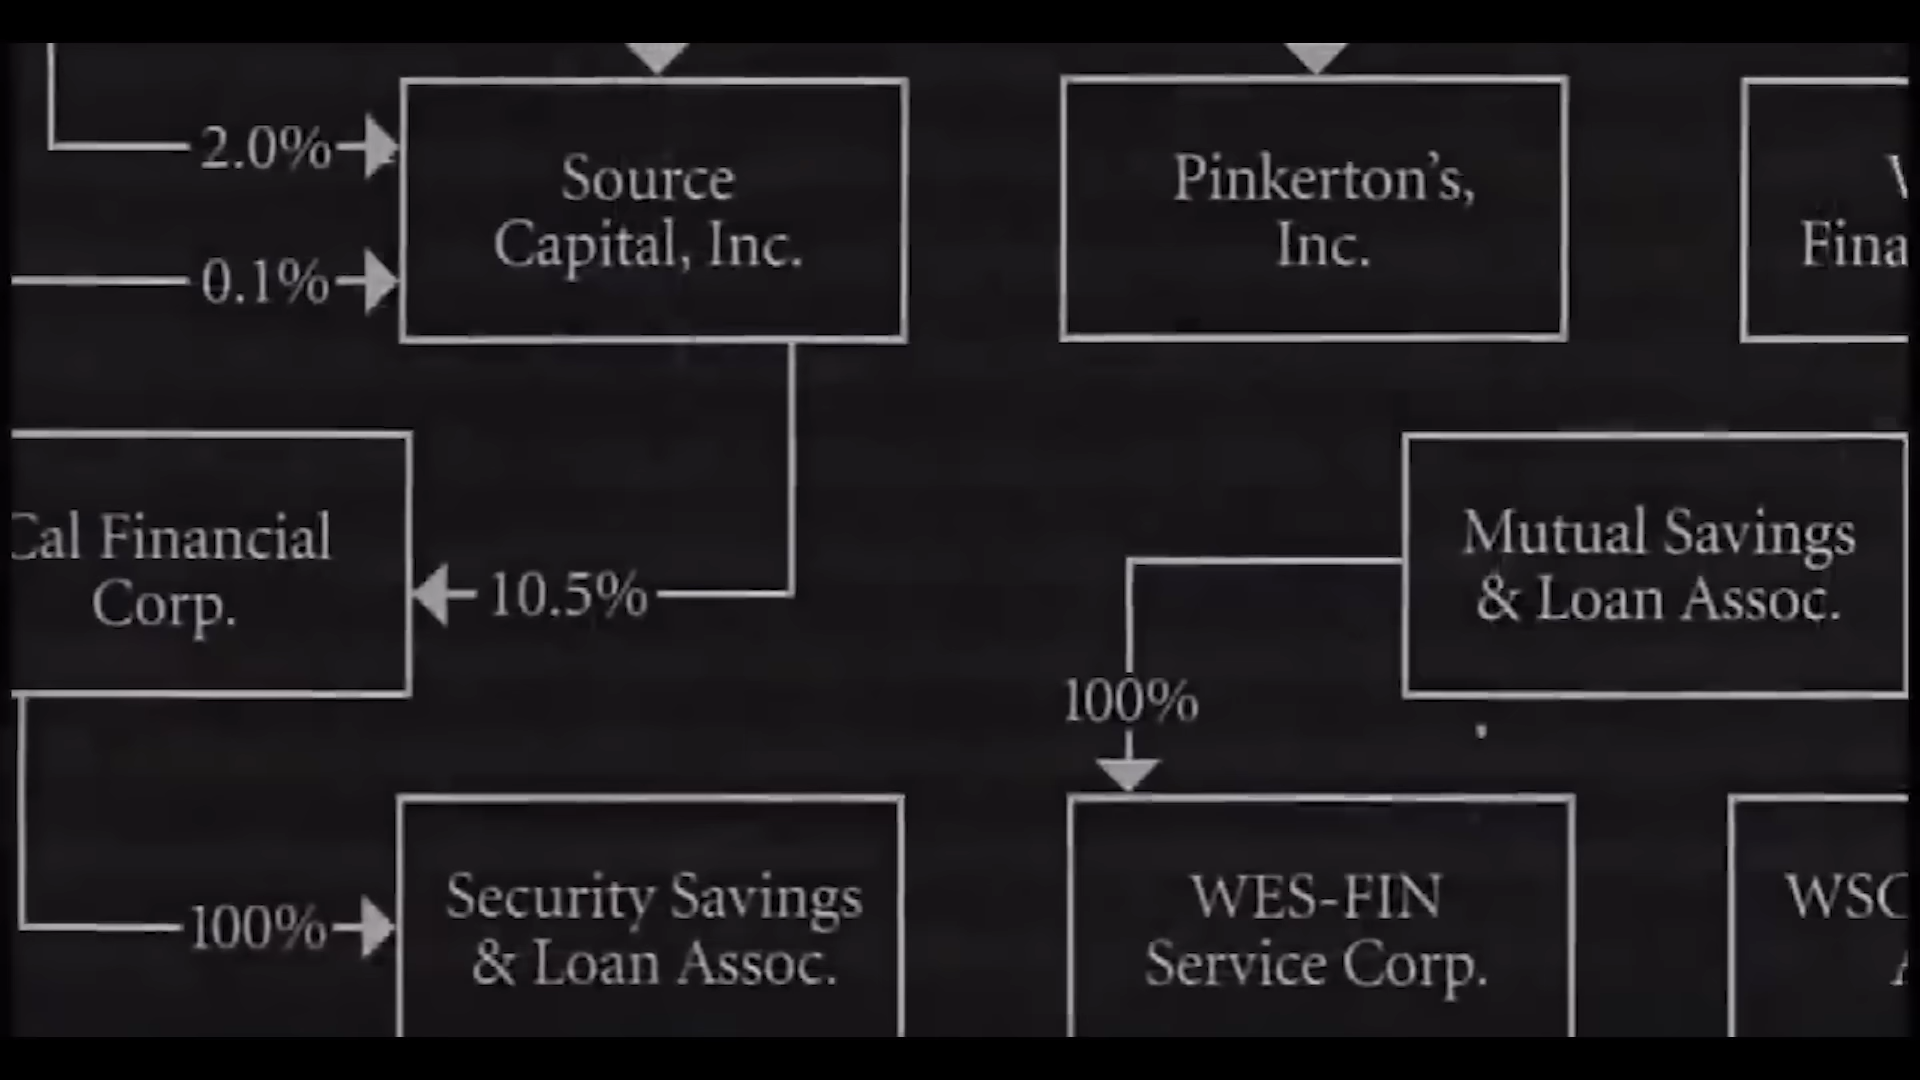 2.0%
Source
Capital, Inc.
0.1%
Pinkerton's,
Inc.
Cal Financial
Corp.
10.5%
Mutual Savings
& Loan Assoc.
100%
100%
Security Savings
& Loan Assoc.
WES-FIN
Service Corp.